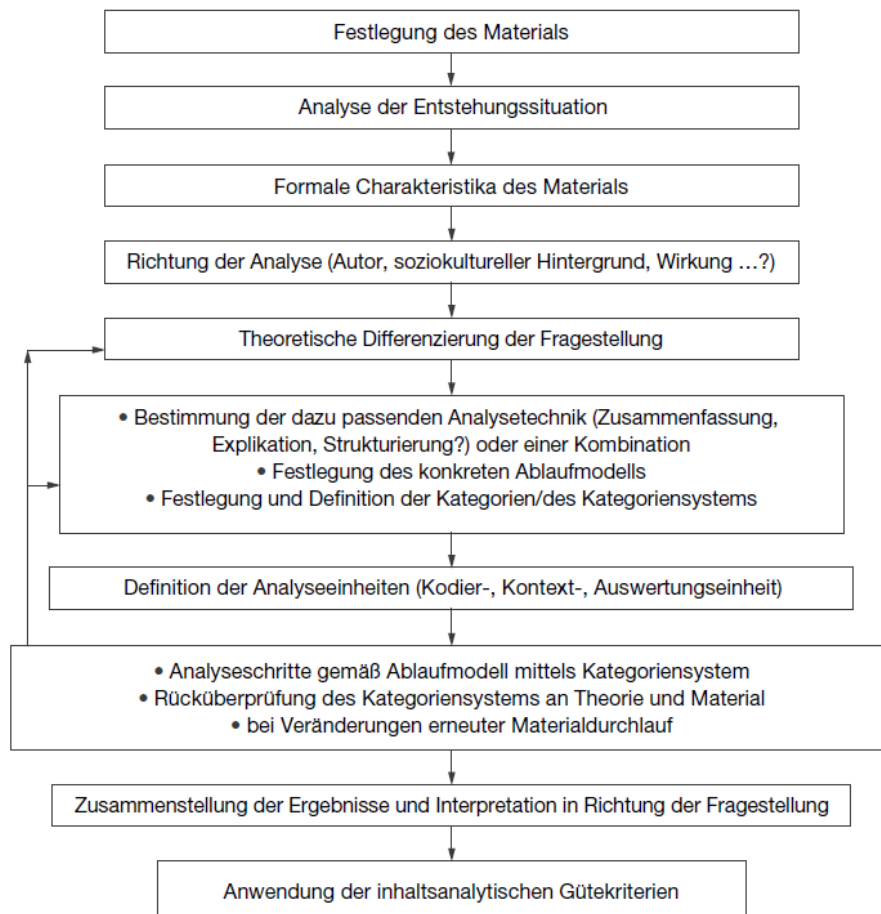 Festlegung des Materials
Analyse der Entstehungssituation
Formale Charakteristika des Materials
Richtung der Analyse (Autor, soziokultureller Hintergrund, Wirkung …?)
Theoretische Differenzierung der Fragestellung
• Bestimmung der dazu passenden Analysetechnik (Zusammenfassung,
Explikation, Strukturierung?) oder einer Kombination
• Festlegung des konkreten Ablaufmodells
• Festlegung und Definition der Kategorien/des Kategoriensystems
Definition der Analyseeinheiten (Kodier-, Kontext-, Auswertungseinheit)
• Analyseschritte gemäß Ablaufmodell mittels Kategoriensystem
• Rücküberprüfung des Kategoriensystems an Theorie und Material
• bei Veränderungen erneuter Materialdurchlauf
Zusammenstellung der Ergebnisse und Interpretation in Richtung der Fragestellung
Anwendung der inhaltsanalytischen Gütekriterien